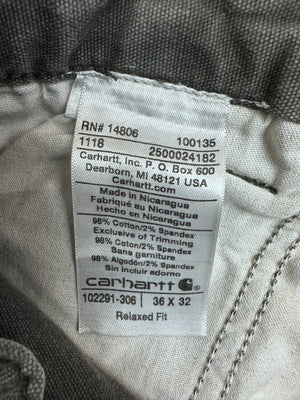 RN# 14806 100135
1118 2500024182
Carhartt, Inc. P. O. Box 600
Dearborn, MI 48121 USA
Carhartt.com
Made in Nicaragua
Fabriqué au Nicaragua
Hecho en Nicaragua
98% Cotton/2% Spandex
Exclusive of Trimming
98% Coton/2% Spandex
Sans garniture
98% Algodón/2% Spandex
Sin incluir adorno
carhartt
102291-306 36 X 32
Relaxed Fit